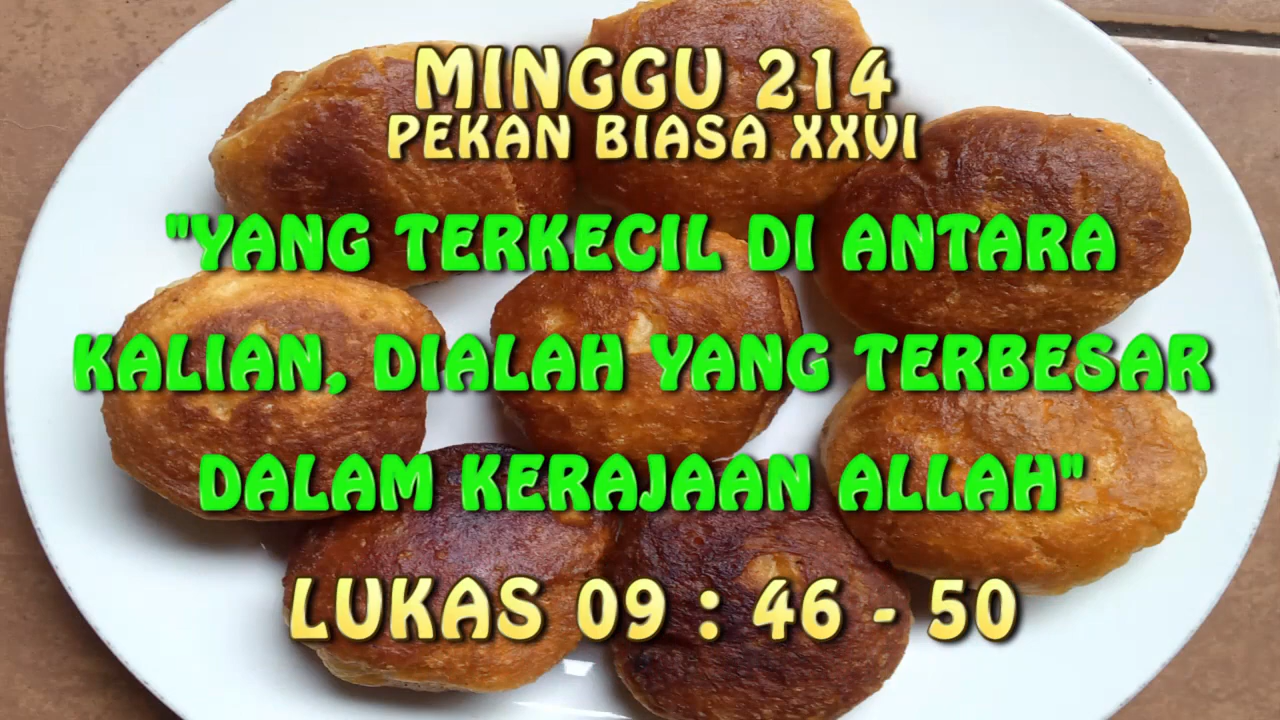 MINGGU 214
PEKAN BIASA XXVI
"YANG TERKECIL DI ANTARA
KALIAN, DIALAH YANG TERBESAR
DALAM KERAJAAN ALLAH"
LUKAS 09 : 46 - 50